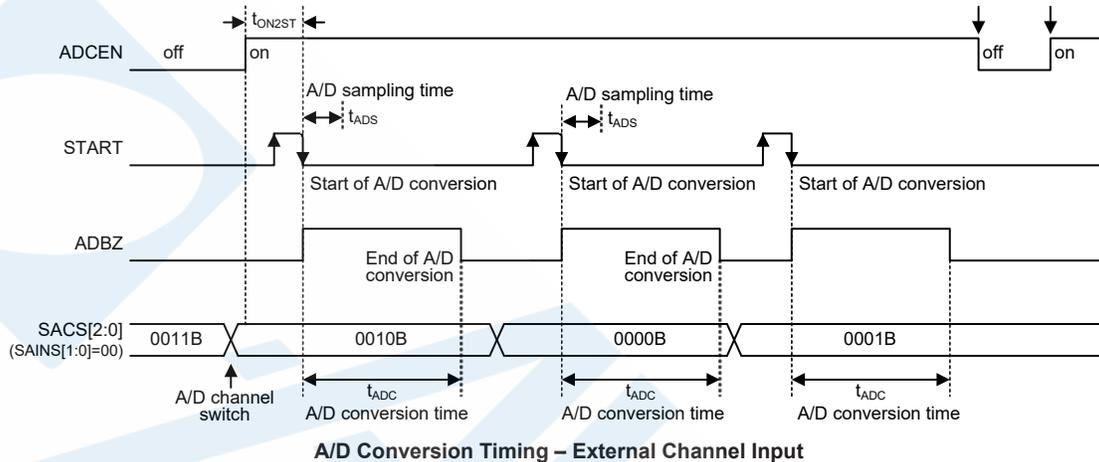 tON2ST
ADCEN off on off on
A/D sampling time A/D sampling time
tADS tADS
START
Start of A/D conversion Start of A/D conversion Start of A/D conversion
ADBZ
End of A/D conversion End of A/D conversion
SACS[2:0] 0011B 0010B 0000B 0001B
(SAINS[1:0]=00)
A/D channel
switch
tADC tADC tADC
A/D conversion time A/D conversion time A/D conversion time
A/D Conversion Timing – External Channel Input